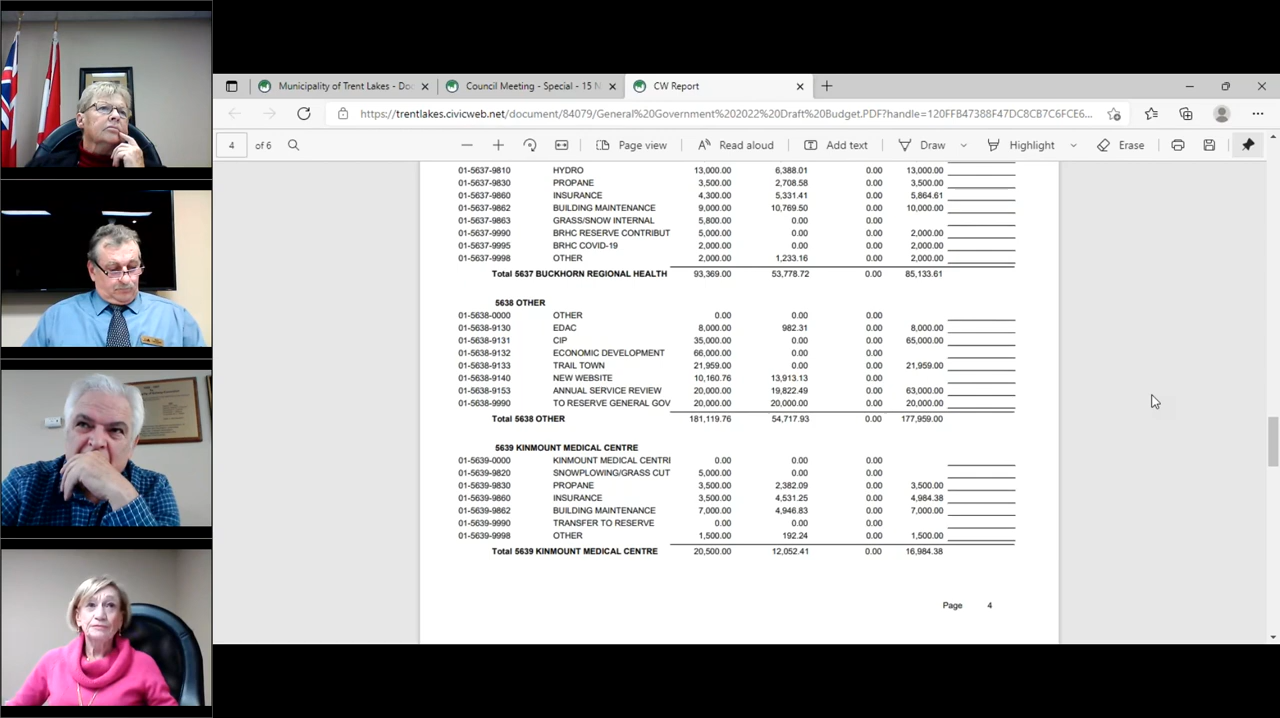 Municipality of Trent Lakes - Doc
Council Meeting - Special - 15 N
CW Report
https://trentlakes.civicweb.net/document/84079/General%20Government%202022%20Draft%20Budget.PDF?handle=120FFB47388F47DC8CB7C6FCE6...
4 of 6 Page view Read aloud Add text Draw Highlight Erase
01-5637-9810 HYDRO 13,000.00 6,388.01 0.00 13,000.00
01-5637-9830 PROPANE 3,500.00 2,708.58 0.00 3,500.00
01-5637-9860 INSURANCE 4,300.00 5,331.41 0.00 5,864.61
01-5637-9862 BUILDING MAINTENANCE 9,000.00 10,769.50 0.00 10,000.00
01-5637-9863 GRASS/SNOW INTERNAL 5,800.00 0.00 0.00
01-5637-9990 BRHC RESERVE CONTRIBUT 5,000.00 0.00 0.00 2,000.00
01-5637-9995 BRHC COVID-19 2,000.00 0.00 0.00 2,000.00
01-5637-9998 OTHER 2,000.00 1,233.16 0.00 2,000.00
Total 5637 BUCKHORN REGIONAL HEALTH 93,369.00 53,778.72 0.00 85,133.61
5638 OTHER
01-5638-0000 OTHER 0.00 0.00 0.00
01-5638-9130 EDAC 8,000.00 982.31 0.00 8,000.00
01-5638-9131 CIP 35,000.00 0.00 0.00 65,000.00
01-5638-9132 ECONOMIC DEVELOPMENT 66,000.00 0.00 0.00
01-5638-9133 TRAIL TOWN 21,959.00 0.00 0.00 21,959.00
01-5638-9140 NEW WEBSITE 10,160.76 13,913.13 0.00
01-5638-9153 ANNUAL SERVICE REVIEW 20,000.00 19,822.49 0.00 63,000.00
01-5638-9990 TO RESERVE GENERAL GOV 20,000.00 20,000.00 0.00 20,000.00
Total 5638 OTHER 181,119.76 54,717.93 0.00 177,959.00
5639 KINMOUNT MEDICAL CENTRE
01-5639-0000 KINMOUNT MEDICAL CENTRI 0.00 0.00 0.00
01-5639-9820 SNOWPLOWING/GRASS CUT 5,000.00 0.00 0.00
01-5639-9830 PROPANE 3,500.00 2,382.09 0.00 3,500.00
01-5639-9860 INSURANCE 3,500.00 4,531.25 0.00 4,984.38
01-5639-9862 BUILDING MAINTENANCE 7,000.00 4,946.83 0.00 7,000.00
01-5639-9990 TRANSFER TO RESERVE 0.00 0.00 0.00
01-5639-9998 OTHER 1,500.00 192.24 0.00 1,500.00
Total 5639 KINMOUNT MEDICAL CENTRE 20,500.00 12,052.41 0.00 16,984.38
Page 4